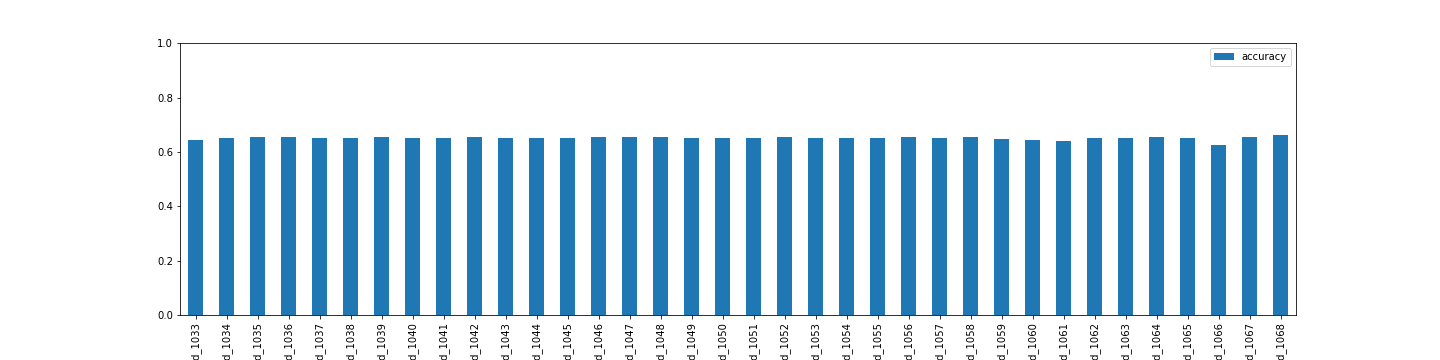 1.0
accuracy
0.8
0.6
0.4
0.2
0.0
d_1033
d_1034
d_1035
d_1036
d_1037
d_1038
d_1039
d_1040
d_1041
d_1042
d_1043
d_1044
d_1045
d_1046
d_1047
d_1048
d_1049
d_1050
d_1051
d_1052
d_1053
d_1054
d_1055
d_1056
d_1057
d_1058
d_1059
d_1060
d_1061
d_1062
d_1063
d_1064
d_1065
d_1066
d_1067
d_1068